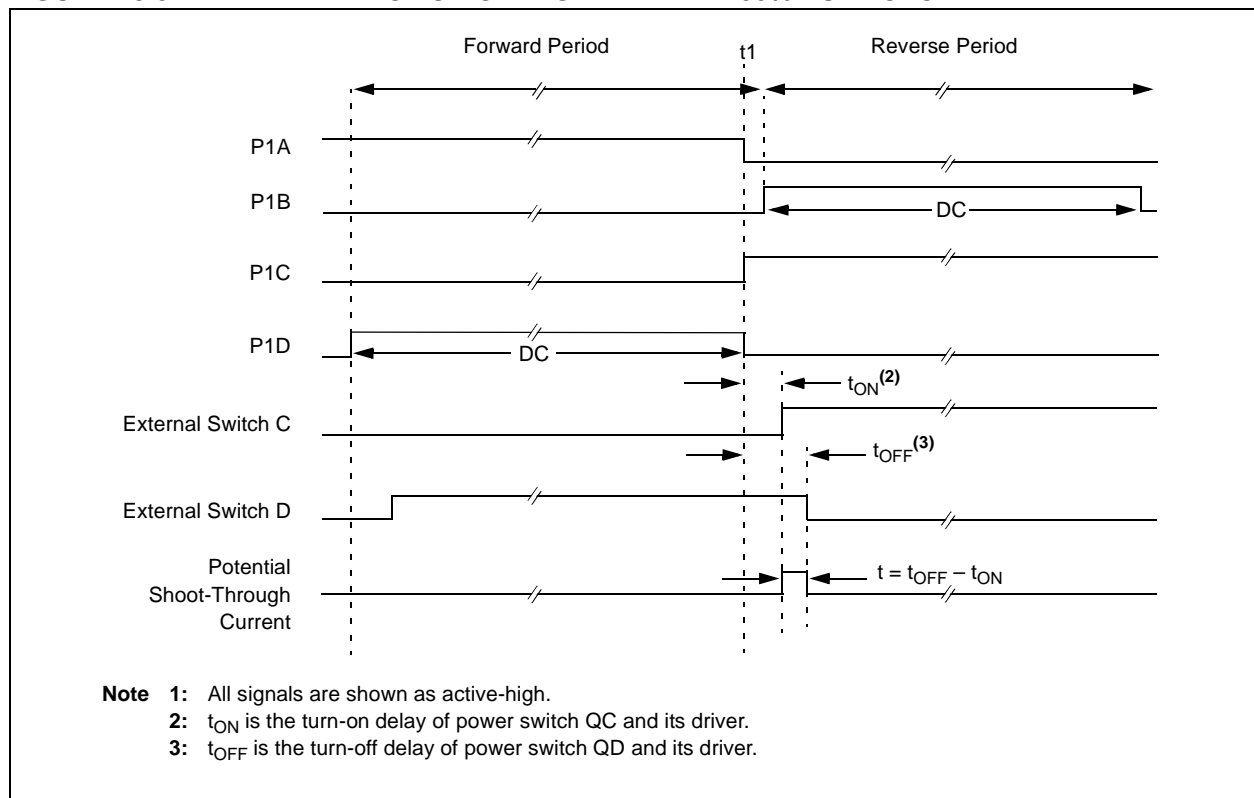 Forward Period
t1
Reverse Period
P1A
P1B
DC
P1C
P1D
DC
tON(2)
External Switch C
tOFF(3)
External Switch D
Potential
Shoot-Through
Current
t = tOFF – tON
Note 1: All signals are shown as active-high.
2: tON is the turn-on delay of power switch QC and its driver.
3: tOFF is the turn-off delay of power switch QD and its driver.